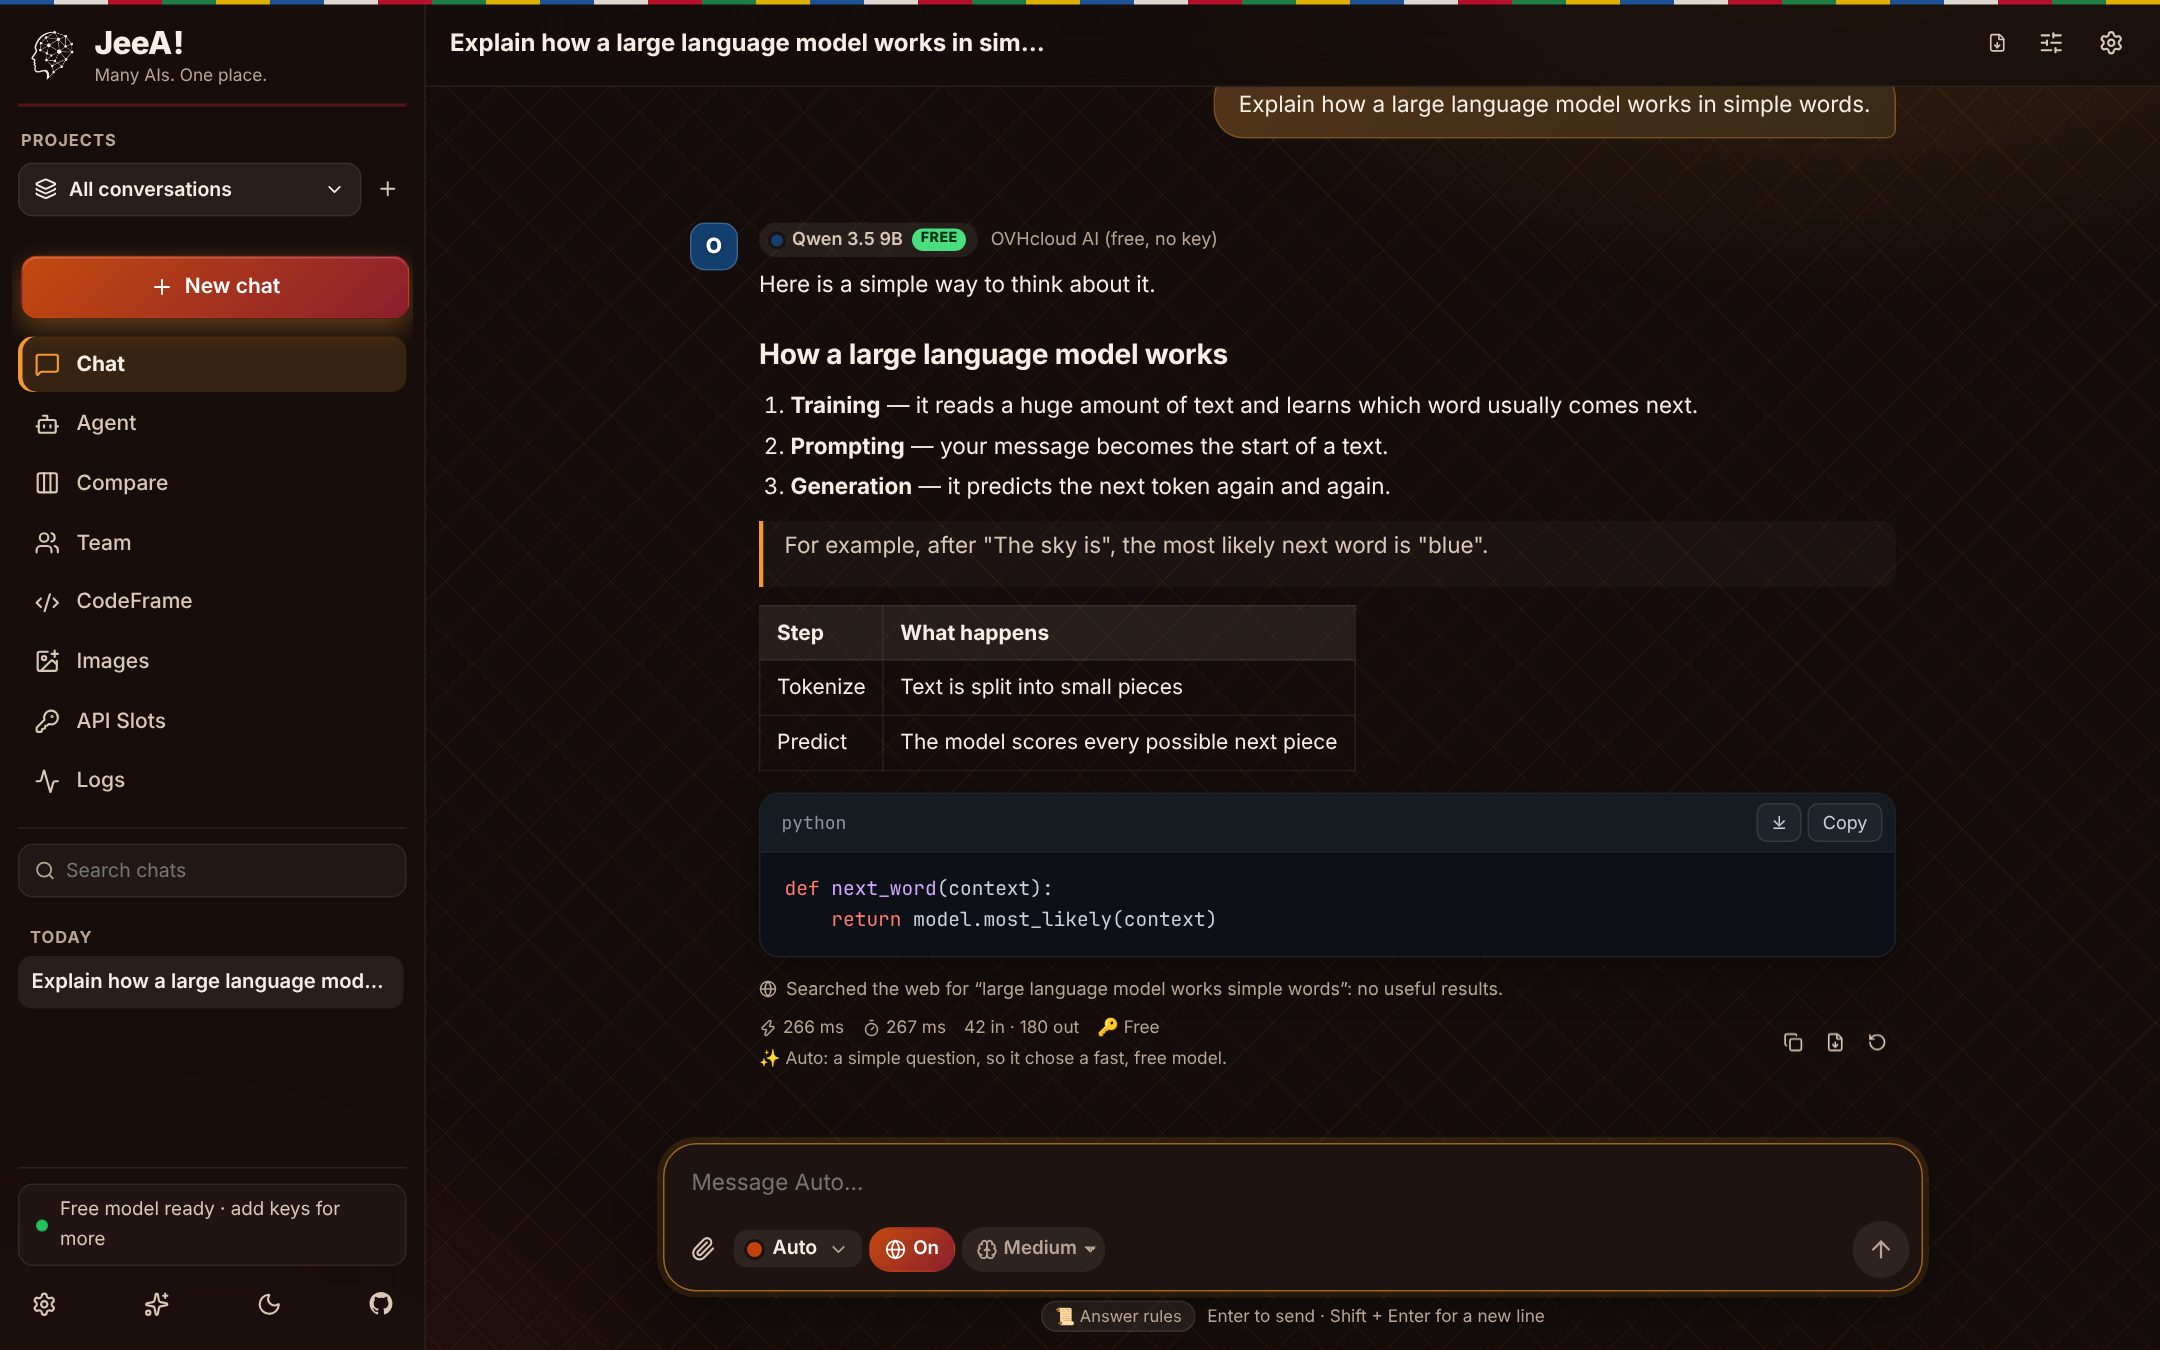 JeeA!
Many AIs. One place.
PROJECTS
All conversations
New chat
Chat
Agent
Compare
Team
CodeFrame
Images
API Slots
Logs
Search chats
TODAY
Explain how a large language mod...
Free model ready · add keys for
more
Explain how a large language model works in sim...
Explain how a large language model works in simple words.
O
Qwen 3.5 9B FREE OVHcloud AI (free, no key)
Here is a simple way to think about it.
How a large language model works
1. Training — it reads a huge amount of text and learns which word usually comes next.
2. Prompting — your message becomes the start of a text.
3. Generation — it predicts the next token again and again.
For example, after "The sky is", the most likely next word is "blue".
Step What happens
Tokenize Text is split into small pieces
Predict The model scores every possible next piece
python Copy
def next_word(context):
    return model.most_likely(context)
Searched the web for “large language model works simple words”: no useful results.
266 ms 267 ms 42 in · 180 out 🔑 Free
✨ Auto: a simple question, so it chose a fast, free model.
Message Auto...
Auto On Medium
📜 Answer rules Enter to send · Shift + Enter for a new line